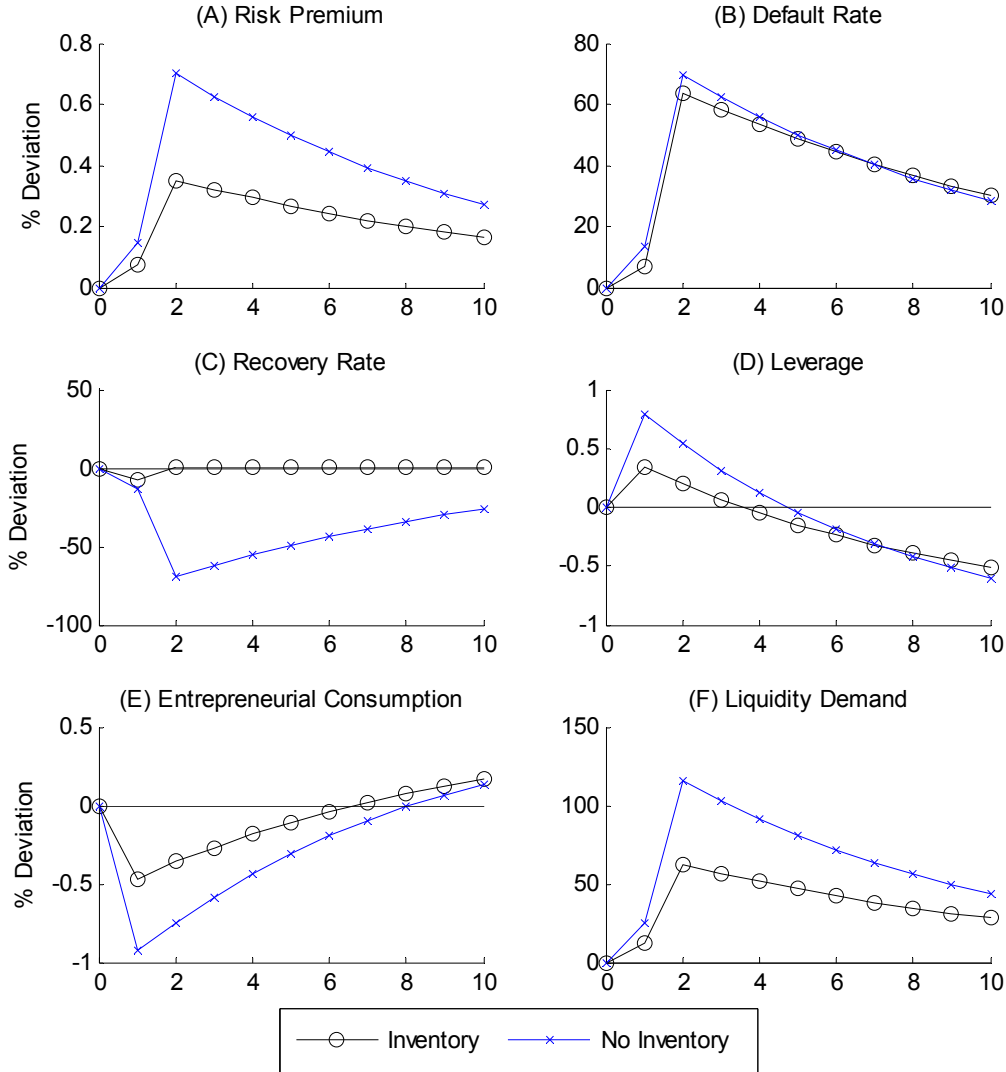 (A) Risk Premium
(B) Default Rate
% Deviation
0.8
0.6
0.4
0.2
0
0 2 4 6 8 10
80
60
40
20
0
0 2 4 6 8 10
(C) Recovery Rate
(D) Leverage
% Deviation
50
0
-50
-100
0 2 4 6 8 10
1
0.5
0
-0.5
-1
0 2 4 6 8 10
(E) Entrepreneurial Consumption
(F) Liquidity Demand
% Deviation
0.5
0
-0.5
-1
0 2 4 6 8 10
150
100
50
0
0 2 4 6 8 10
Inventory
No Inventory